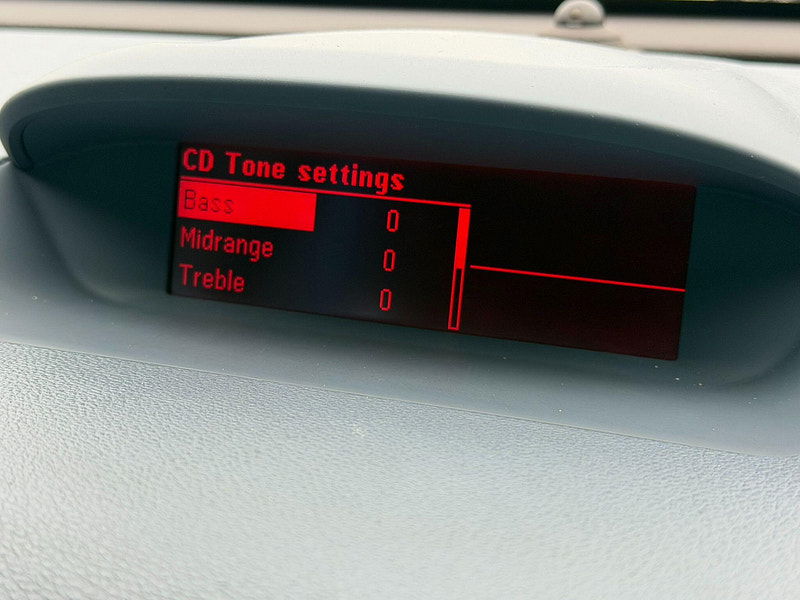 CD Tone settings
Bass 0
Midrange 0
Treble 0